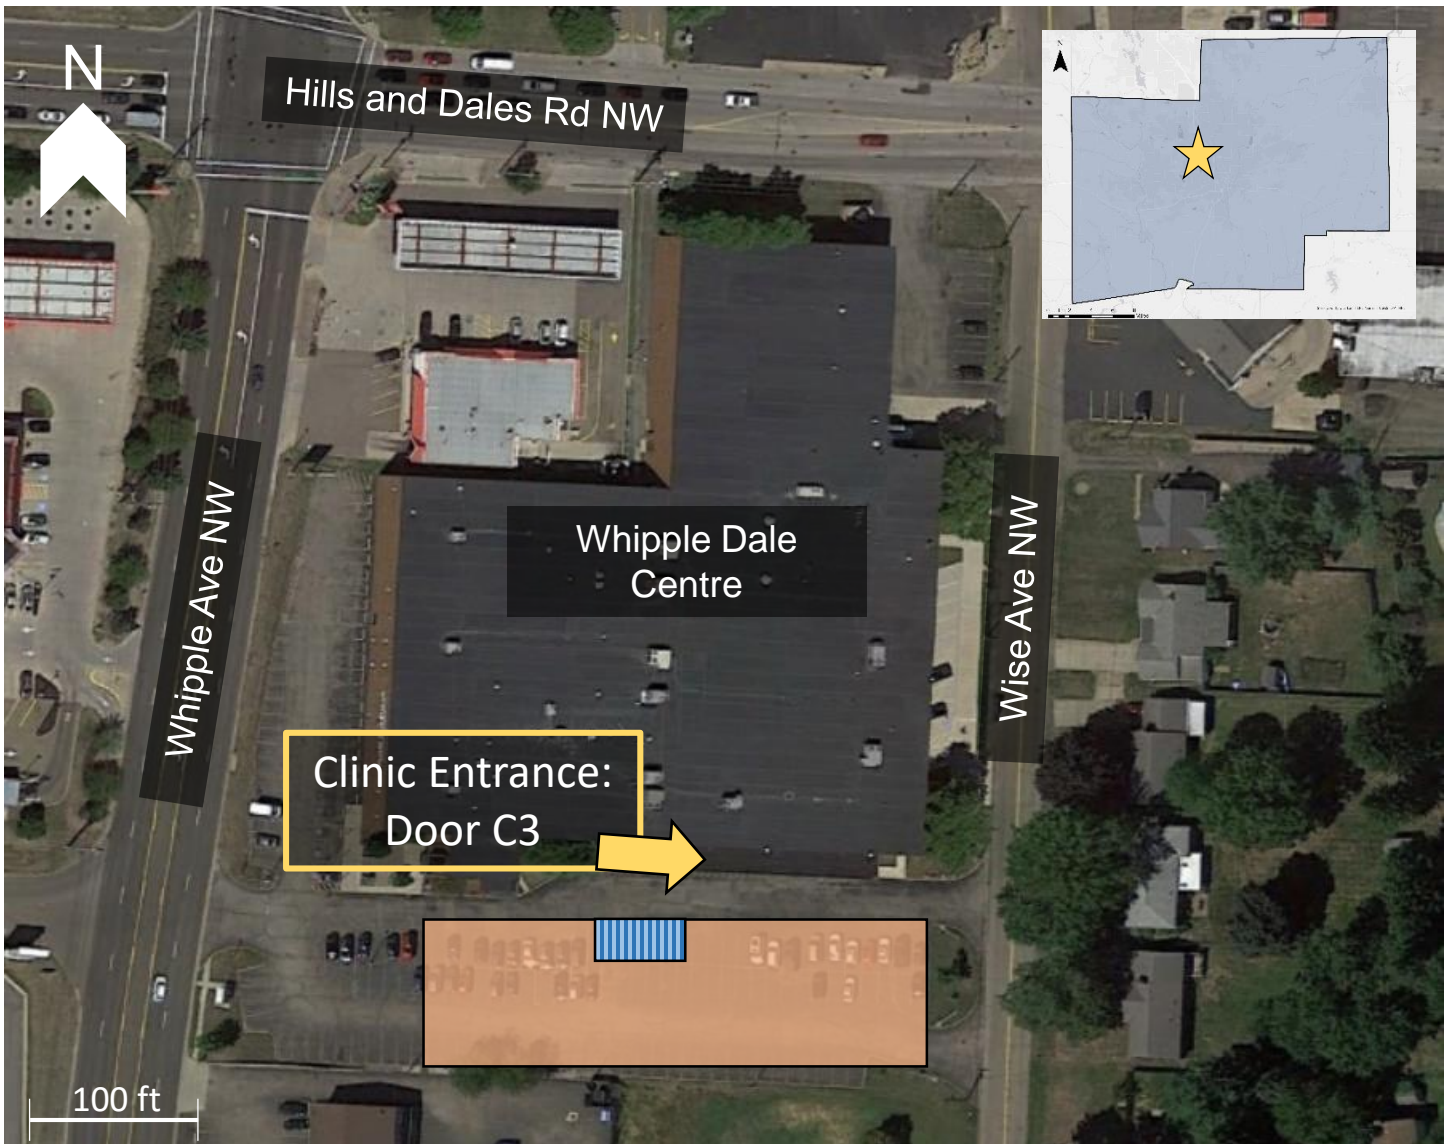 N
Hills and Dales Rd NW
N
Whipple Ave NW
Whipple Dale
Centre
Wise Ave NW
Clinic Entrance:
Door C3
100 ft